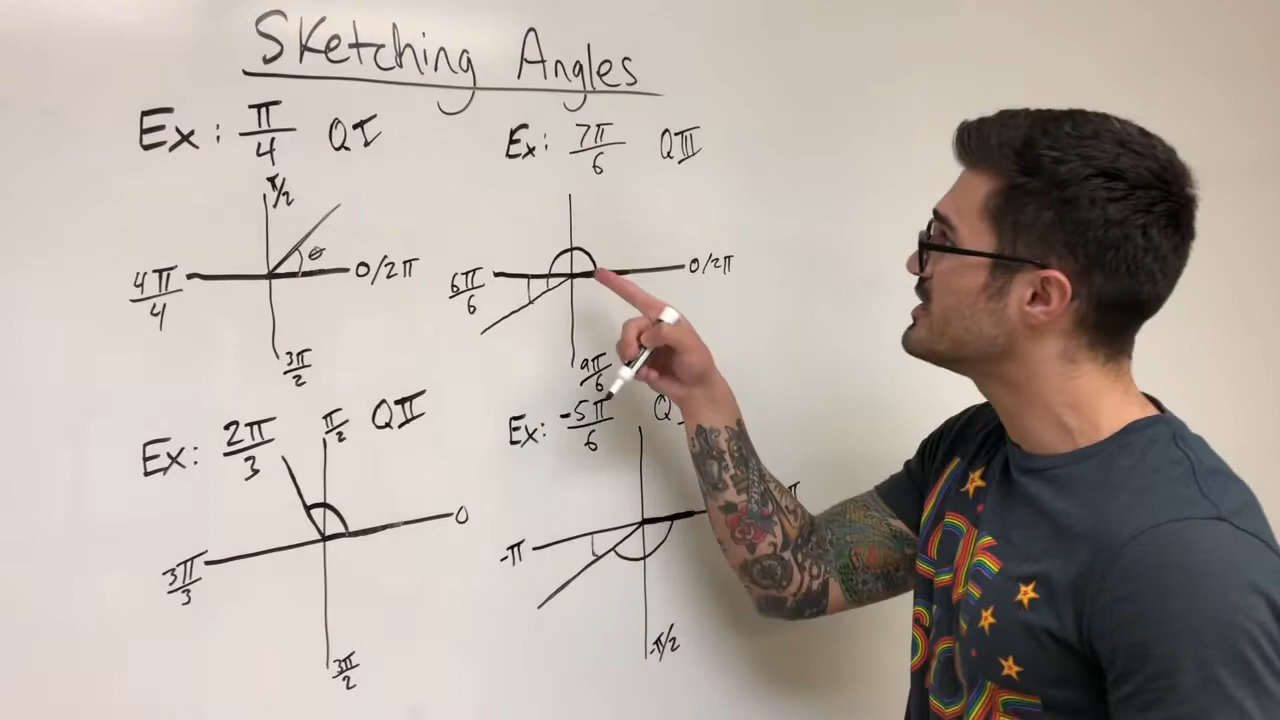 Sketching Angles
Ex: π/4 QI
π/2
θ
4π/4
0/2π
3π/2
Ex: 7π/6 QIII
6π/6
0/2π
9π/6
Ex: 2π/3 QII
π/2
0
3π/3
3π/2
Ex: -5π/6 Q
-π
π
-π/2